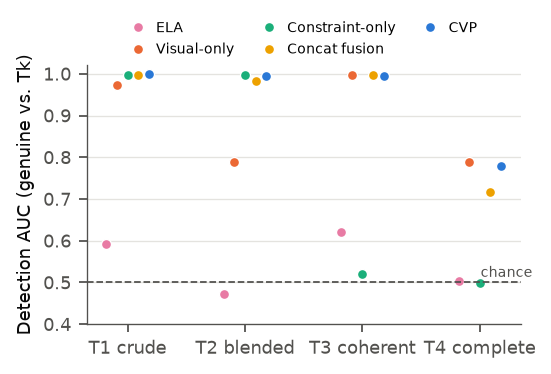 ELA Constraint-only CVP
Visual-only Concat fusion
Detection AUC (genuine vs. Tk)
1.0
0.9
0.8
0.7
0.6
0.5
0.4
chance
T1 crude T2 blended T3 coherent T4 complete